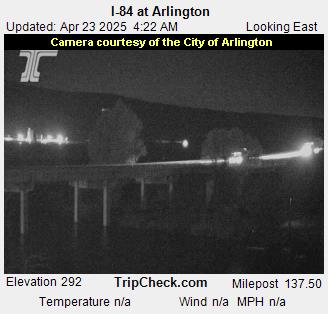 I-84 at Arlington
Updated: Apr 23 2025 4:22 AM Looking East
Camera courtesy of the City of Arlington
Elevation 292 TripCheck.com Milepost 137.50
Temperature n/a Wind n/a MPH n/a